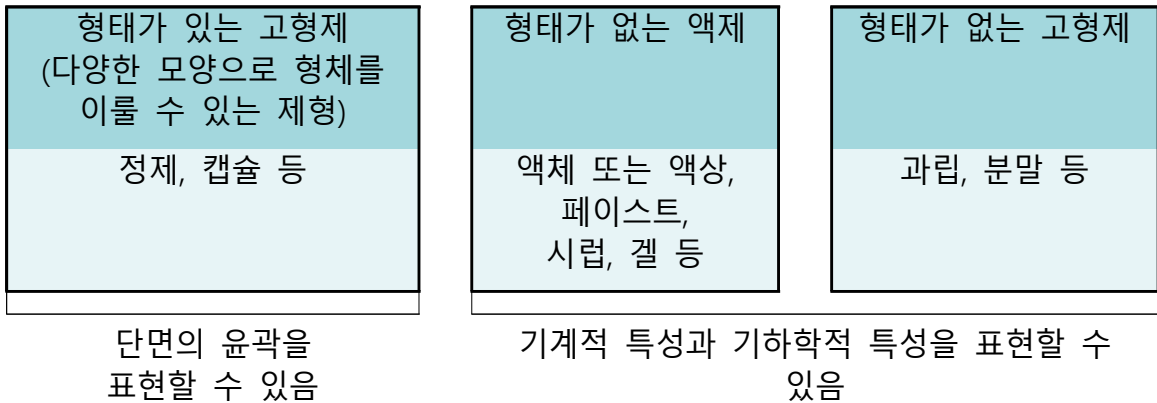 형태가 있는 고형제
(다양한 모양으로 형체를
이룰 수 있는 제형)
정제, 캡슐 등
형태가 없는 액제
액체 또는 액상,
페이스트,
시럽, 겔 등
형태가 없는 고형제
과립, 분말 등
단면의 윤곽을
표현할 수 있음
기계적 특성과 기하학적 특성을 표현할 수
있음